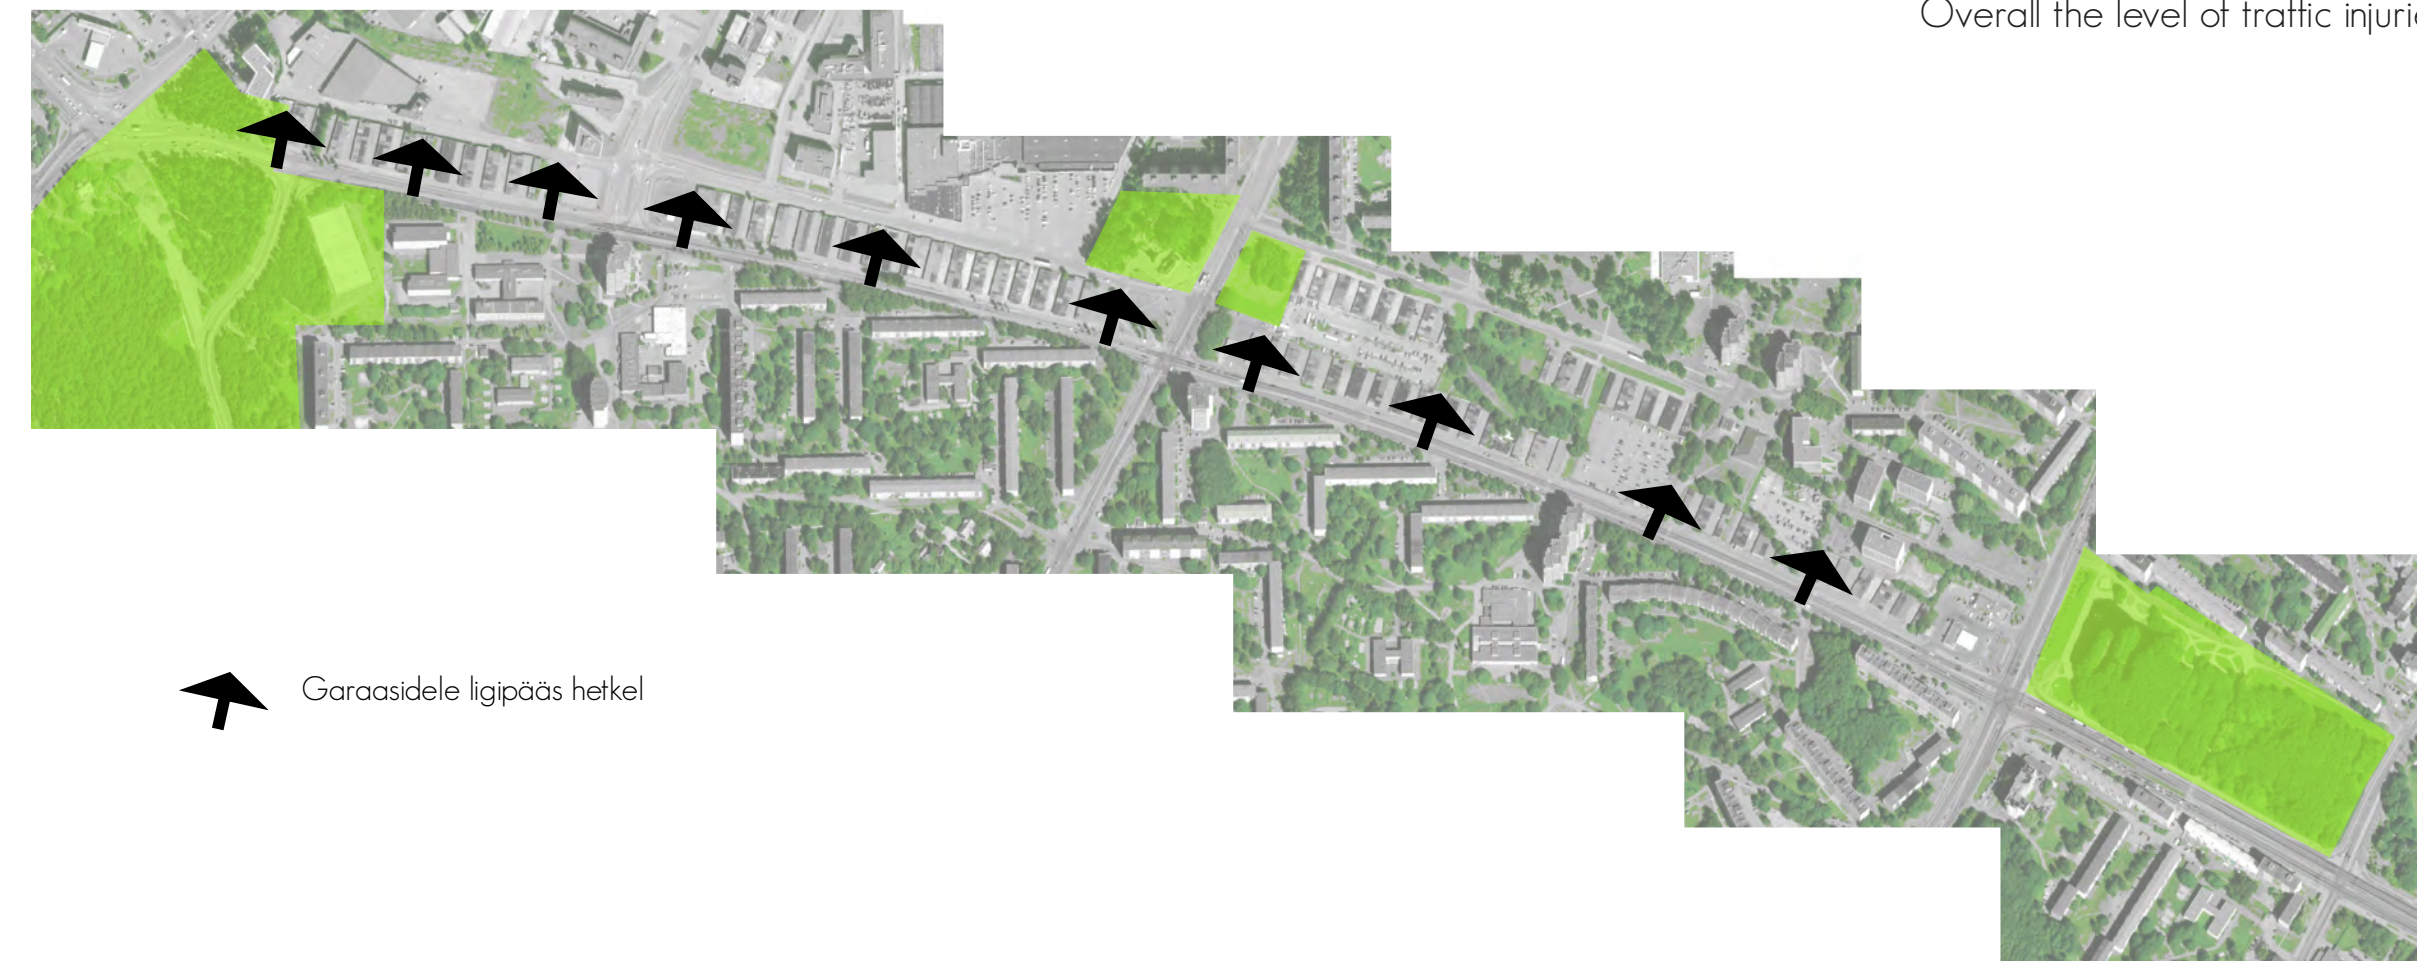 Overall the level of traffic
Garaasidele ligipääs hetkel